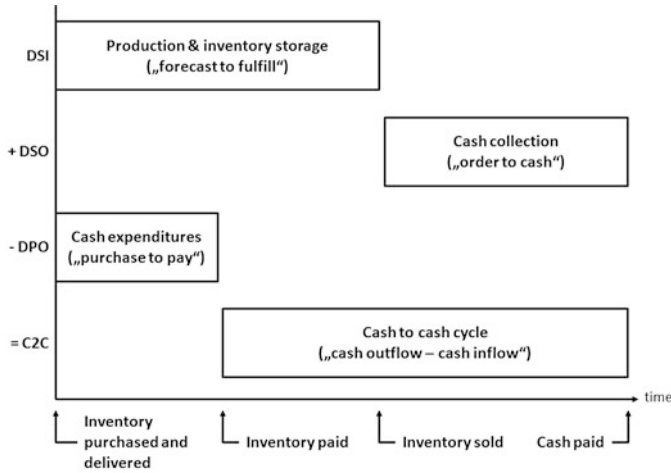 DSI
Production & inventory storage
(„forecast to fulfill“)
+ DSO
Cash collection
(„order to cash“)
- DPO
Cash expenditures
(„purchase to pay“)
= C2C
Cash to cash cycle
(„cash outflow – cash inflow“)
time
Inventory
purchased and
delivered
Inventory paid
Inventory sold
Cash paid